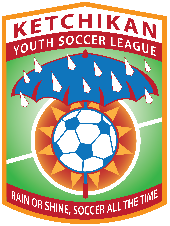 KETCHIKAN
YOUTH SOCCER LEAGUE
RAIN OR SHINE, SOCCER ALL THE TIME